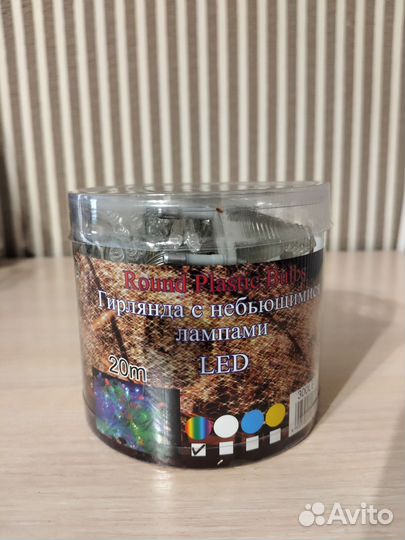 Round Plastic Bulbs
Гирлянда с небьющимися
лампами
20m
LED
Avito